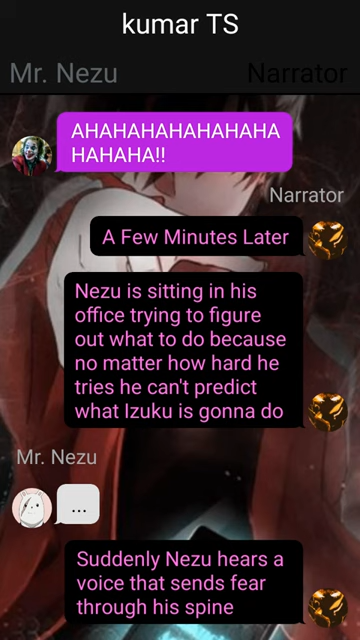 kumar TS
Mr. Nezu
Narrator
AHAHAHAHAHAHAHA
HAHAHA!!
Narrator
A Few Minutes Later
Nezu is sitting in his
office trying to figure
out what to do because
no matter how hard he
tries he can't predict
what Izuku is gonna do
Mr. Nezu
...
Suddenly Nezu hears a
voice that sends fear
through his spine